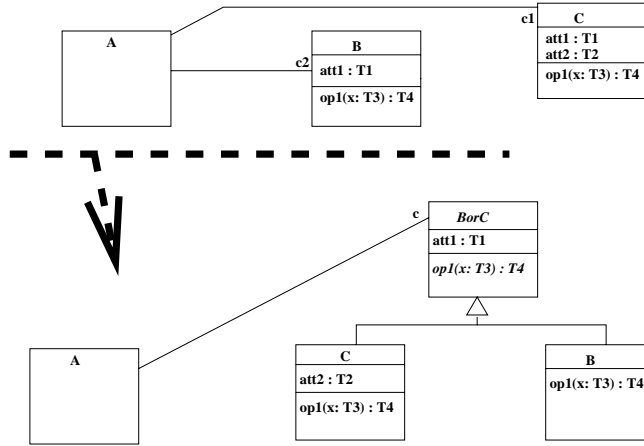 A
c2
B
att1 : T1
op1(x: T3) : T4
c1
C
att1 : T1
att2 : T2
op1(x: T3) : T4
c
BorC
att1 : T1
op1(x: T3) : T4
A
C
att2 : T2
op1(x: T3) : T4
B
op1(x: T3) : T4